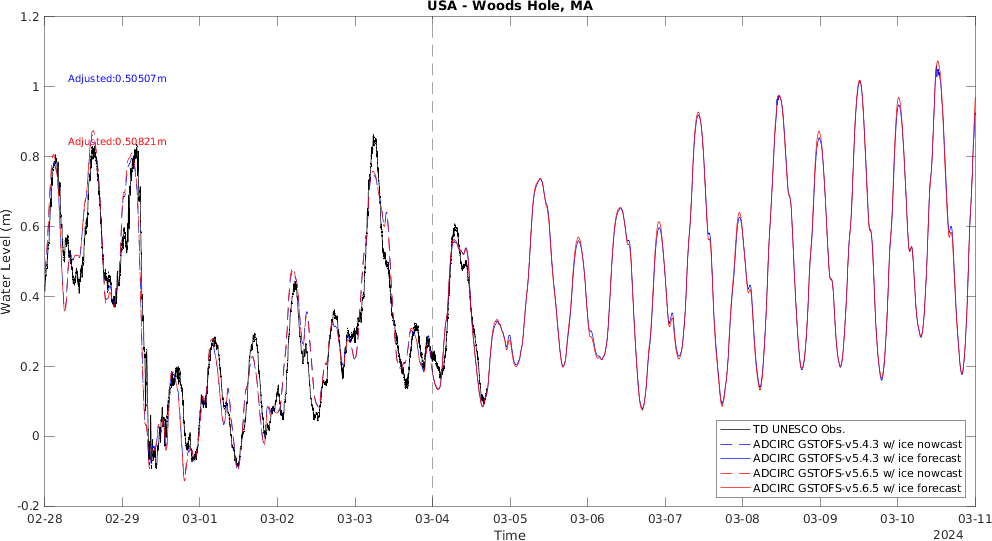 USA - Woods Hole, MA
1.2
1
0.8
0.6
0.4
0.2
0
-0.2
Water Level (m)
Adjusted:0.50507m
Adjusted:0.50821m
TD UNESCO Obs.
ADCIRC GSTOFS-v5.4.3 w/ ice nowcast
ADCIRC GSTOFS-v5.4.3 w/ ice forecast
ADCIRC GSTOFS-v5.6.5 w/ ice nowcast
ADCIRC GSTOFS-v5.6.5 w/ ice forecast
02-28 02-29 03-01 03-02 03-03 03-04 03-05 03-06 03-07 03-08 03-09 03-10 03-11
Time
2024